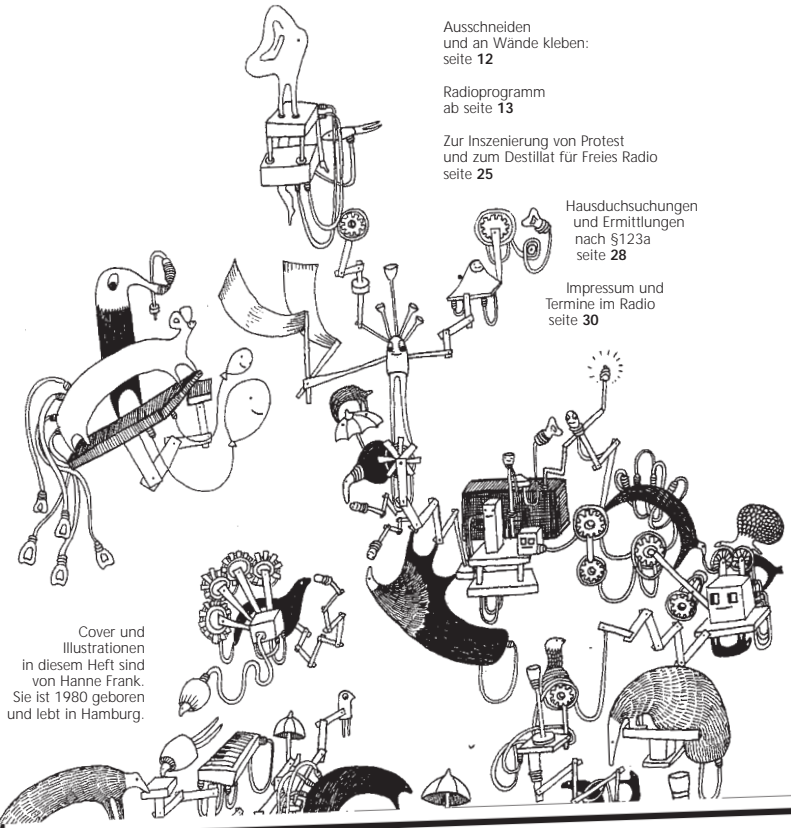 Ausschneiden
und an Wände kleben:
seite 12
Radioprogramm
ab seite 13
Zur Inszenierung von Protest
und zum Destillat für Freies Radio
seite 25
Hausduchsuchungen
und Ermittlungen
nach §123a
seite 28
Impressum und
Termine im Radio
seite 30
Cover und
Illustrationen
in diesem Heft sind
von Hanne Frank.
Sie ist 1980 geboren
und lebt in Hamburg.